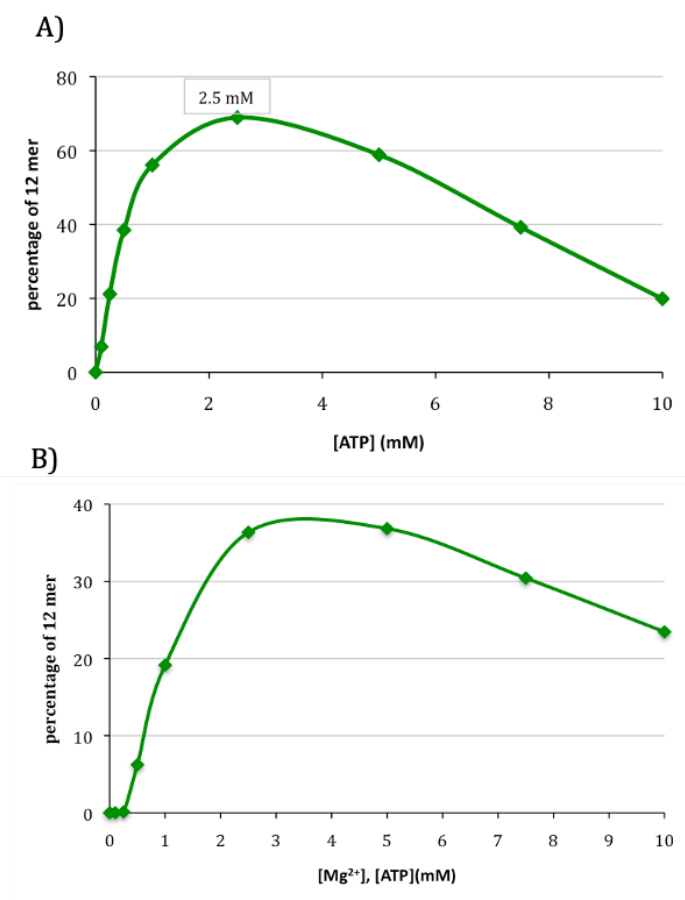 A)
80
2.5 mM
60
40
20
0
percentage of 12 mer
0 2 4 6 8 10
[ATP] (mM)
B)
40
30
20
10
0
percentage of 12 mer
0 1 2 3 4 5 6 7 8 9 10
[Mg²⁺], [ATP](mM)